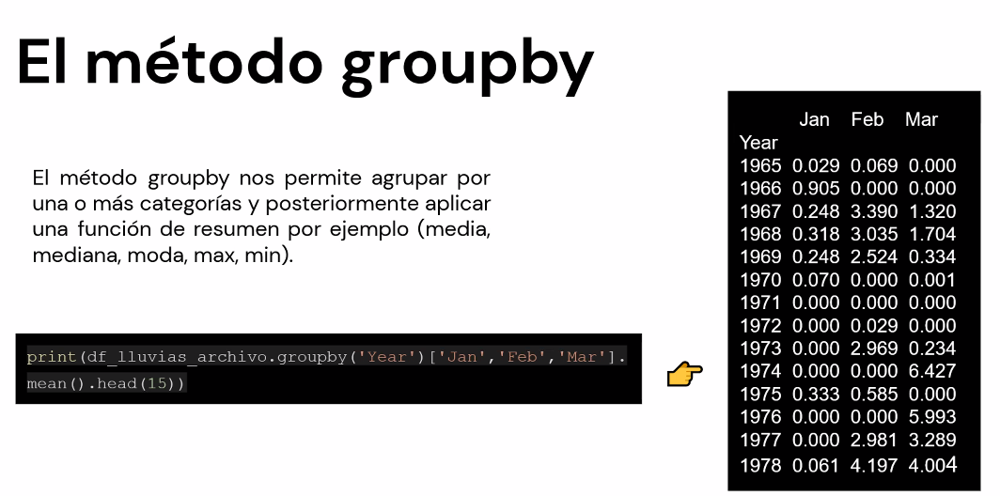 El método groupby
El método groupby nos permite agrupar por
una o más categorías y posteriormente aplicar
una función de resumen por ejemplo (media,
mediana, moda, max, min).
print(df_lluvias_archivo.groupby('Year')['Jan','Feb','Mar'].
mean().head(15))
Jan Feb Mar
Year
1965 0.029 0.069 0.000
1966 0.905 0.000 0.000
1967 0.248 3.390 1.320
1968 0.318 3.035 1.704
1969 0.248 2.524 0.334
1970 0.070 0.000 0.001
1971 0.000 0.000 0.000
1972 0.000 0.029 0.000
1973 0.000 2.969 0.234
1974 0.000 0.000 6.427
1975 0.333 0.585 0.000
1976 0.000 0.000 5.993
1977 0.000 2.981 3.289
1978 0.061 4.197 4.004